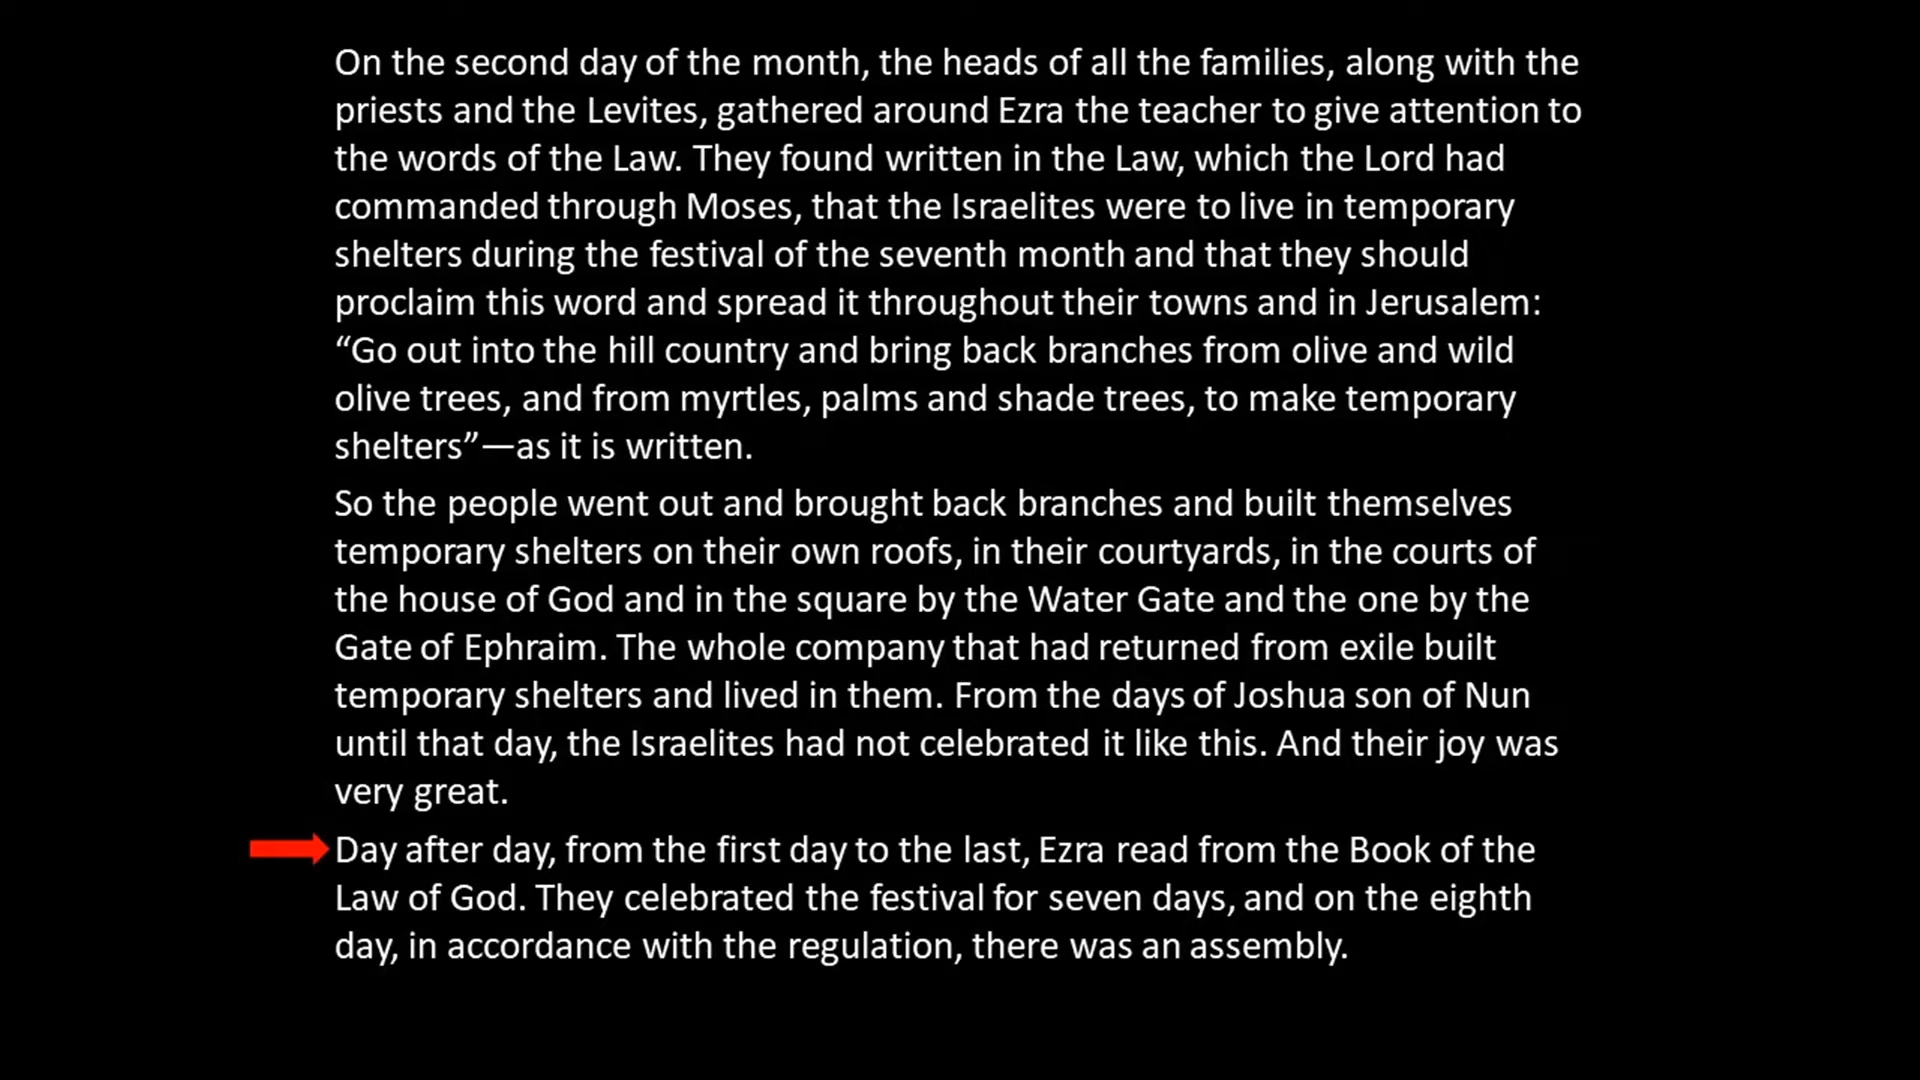 On the second day of the month, the heads of all the families, along with the
priests and the Levites, gathered around Ezra the teacher to give attention to
the words of the Law. They found written in the Law, which the Lord had
commanded through Moses, that the Israelites were to live in temporary
shelters during the festival of the seventh month and that they should
proclaim this word and spread it throughout their towns and in Jerusalem:
“Go out into the hill country and bring back branches from olive and wild
olive trees, and from myrtles, palms and shade trees, to make temporary
shelters”—as it is written.
So the people went out and brought back branches and built themselves
temporary shelters on their own roofs, in their courtyards, in the courts of
the house of God and in the square by the Water Gate and the one by the
Gate of Ephraim. The whole company that had returned from exile built
temporary shelters and lived in them. From the days of Joshua son of Nun
until that day, the Israelites had not celebrated it like this. And their joy was
very great.
Day after day, from the first day to the last, Ezra read from the Book of the
Law of God. They celebrated the festival for seven days, and on the eighth
day, in accordance with the regulation, there was an assembly.